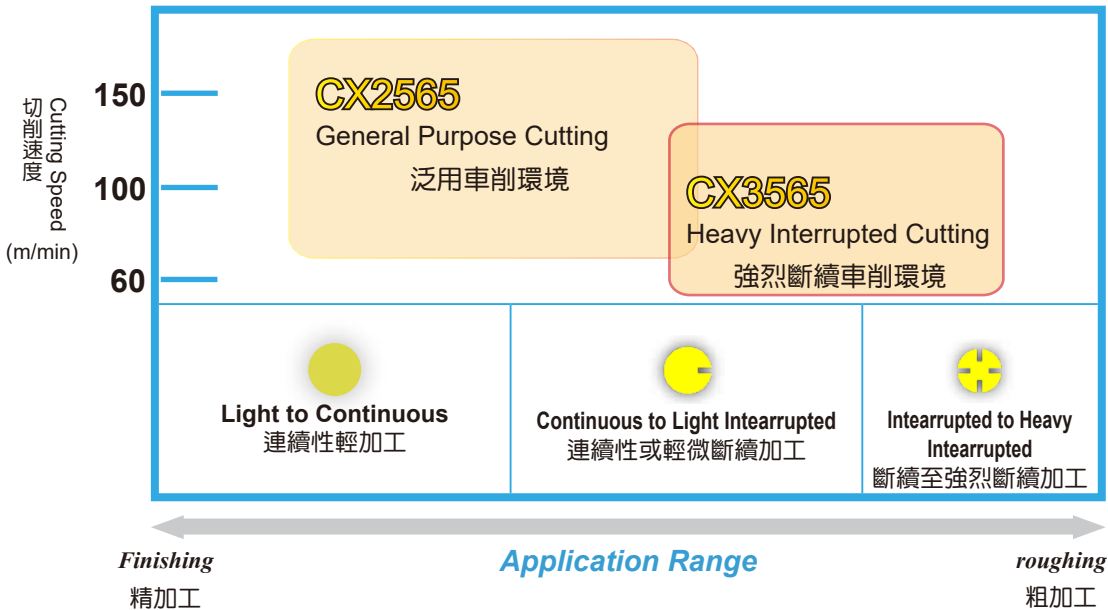 150
100
60
Cutting Speed
切削速度
(m/min)
CX2565
General Purpose Cutting
泛用車削環境
CX3565
Heavy Interrupted Cutting
強烈斷續車削環境
Light to Continuous
連續性輕加工
Continuous to Light Intearrupted
連續性或輕微斷續加工
Intearrupted to Heavy
Intearrupted
斷續至強烈斷續加工
Finishing
精加工
Application Range
roughing
粗加工